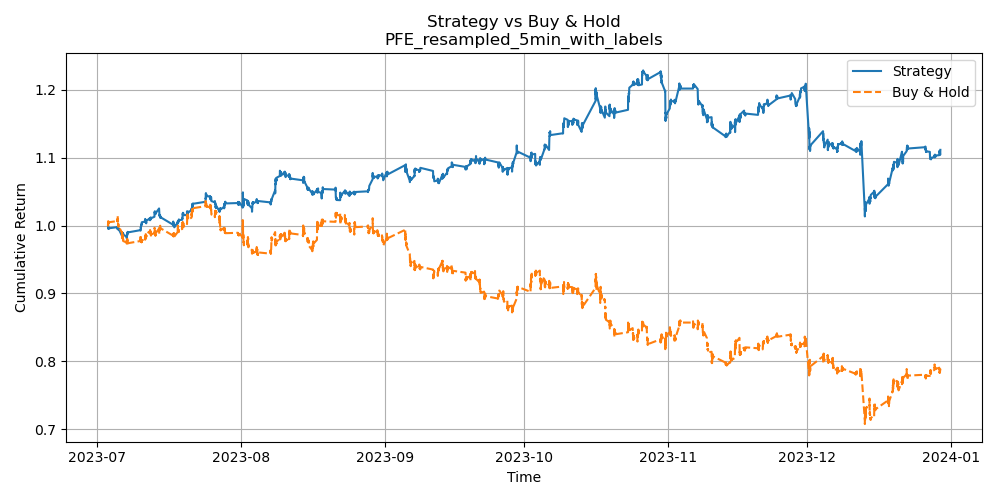 Strategy vs Buy & Hold
PFE_resampled_5min_with_labels
Strategy
Buy & Hold
Cumulative Return
1.2
1.1
1.0
0.9
0.8
0.7
2023-07 2023-08 2023-09 2023-10 2023-11 2023-12 2024-01
Time